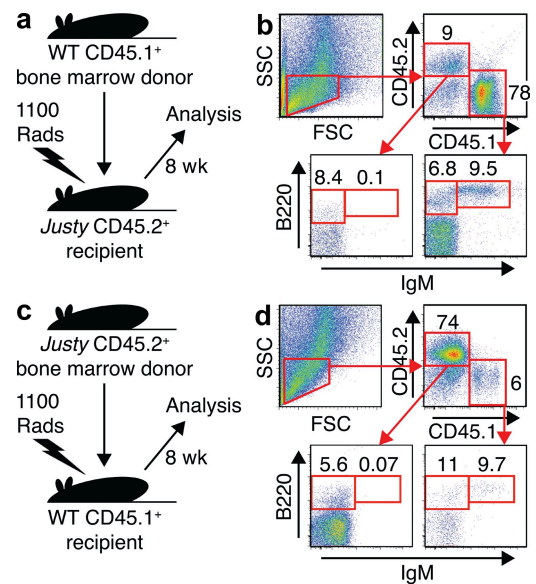 a
WT CD45.1+
bone marrow donor
1100
Rads
Analysis
8 wk
Justy CD45.2+
recipient
b
SSC
FSC
9
CD45.2
78
CD45.1
8.4 0.1
B220
6.8 9.5
IgM
c
Justy CD45.2+
bone marrow donor
1100
Rads
Analysis
8 wk
WT CD45.1+
recipient
d
SSC
FSC
74
CD45.2
6
CD45.1
5.6 0.07
B220
11 9.7
IgM